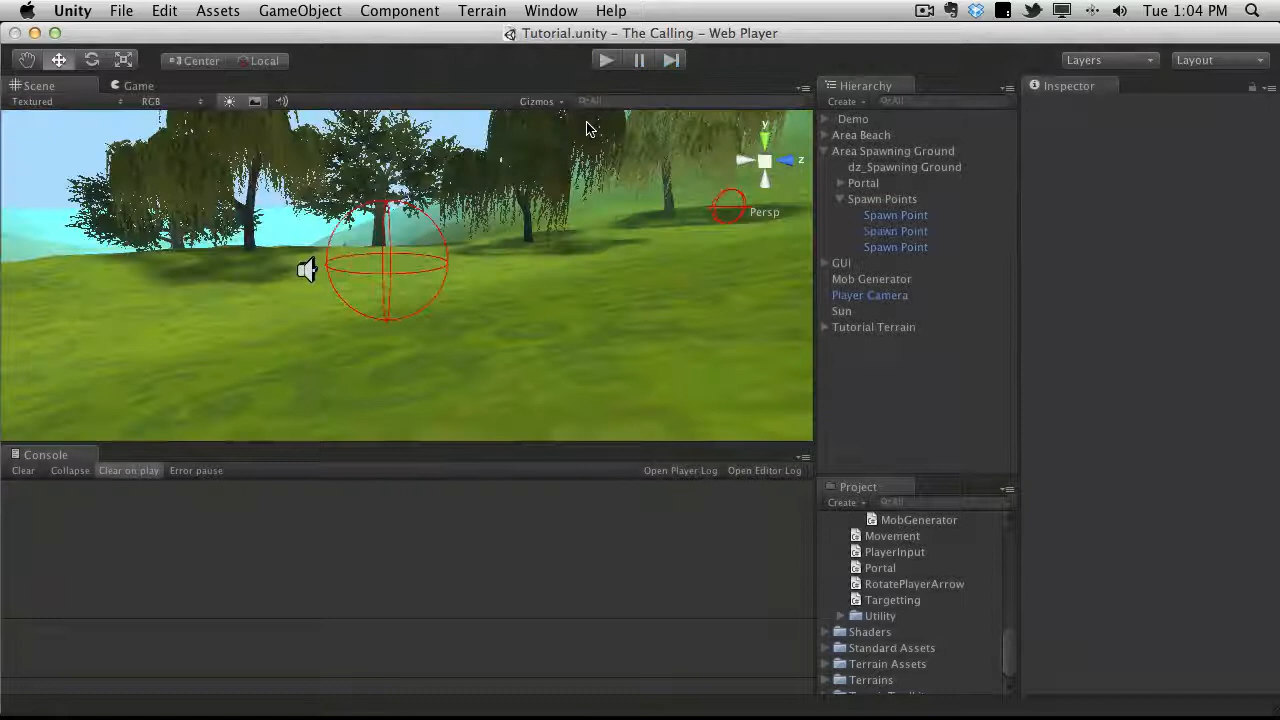 Unity File Edit Assets GameObject Component Terrain Window Help Tue 1:04 PM
Tutorial.unity – The Calling – Web Player
Center Local Layers Layout
Scene Game Hierarchy Inspector
Textured RGB Gizmos All Create All
y
z
Persp
Demo
Area Beach
Area Spawning Ground
dz_Spawning Ground
Portal
Spawn Points
Spawn Point
Spawn Point
Spawn Point
GUI
Mob Generator
Player Camera
Sun
Tutorial Terrain
Console
Clear Collapse Clear on play Error pause Open Player Log Open Editor Log
Project
Create All
MobGenerator
Movement
PlayerInput
Portal
RotatePlayerArrow
Targetting
Utility
Shaders
Standard Assets
Terrain Assets
Terrains